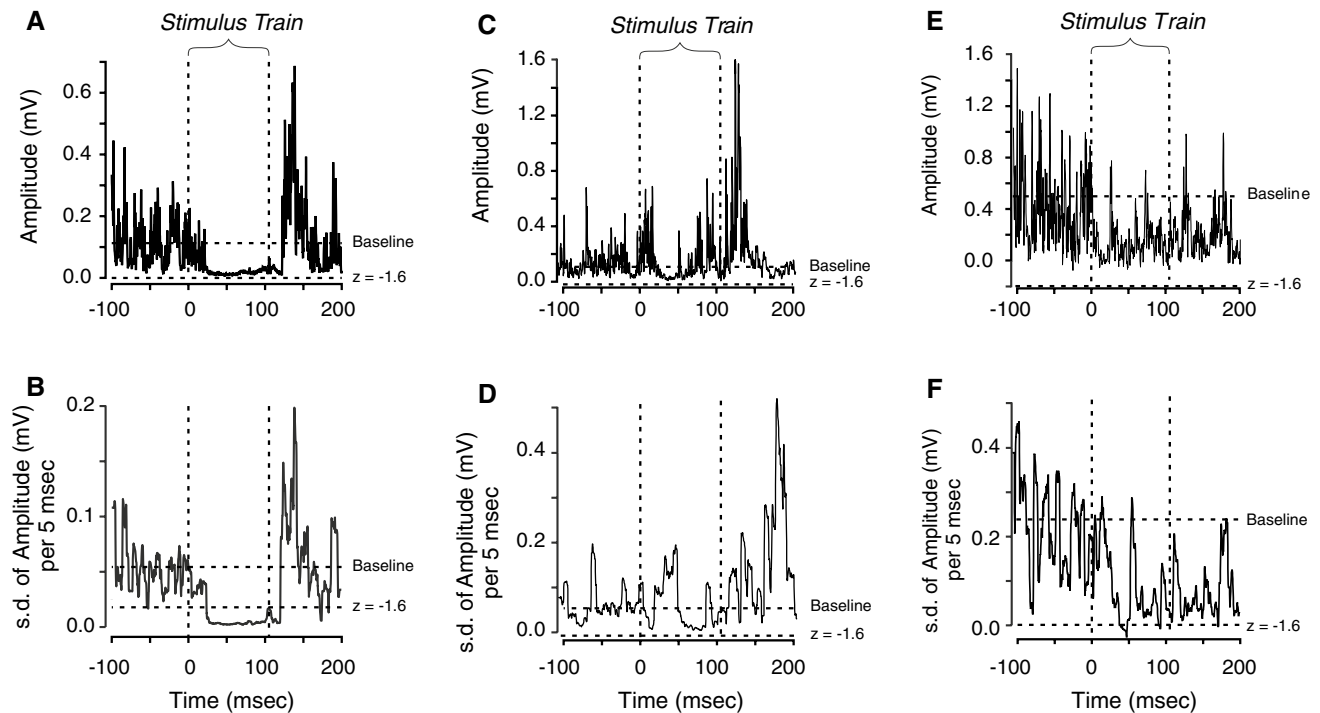 A
Stimulus Train
Amplitude (mV)
0.6
0.4
0.2
0.0
Baseline
z = -1.6
-100
0
100
200
C
Stimulus Train
Amplitude (mV)
1.6
1.2
0.8
0.4
0.0
Baseline
z = -1.6
-100
0
100
200
E
Stimulus Train
Amplitude (mV)
1.6
1.2
0.8
0.4
0.0
Baseline
z = -1.6
-100
0
100
200
B
s.d. of Amplitude (mV)
per 5 msec
0.2
0.1
0.0
Baseline
z = -1.6
-100
0
100
200
Time (msec)
D
s.d. of Amplitude (mV)
per 5 msec
0.4
0.2
0.0
Baseline
z = -1.6
-100
0
100
200
Time (msec)
F
s.d. of Amplitude (mV)
per 5 msec
0.4
0.2
0.0
Baseline
z = -1.6
-100
0
100
200
Time (msec)